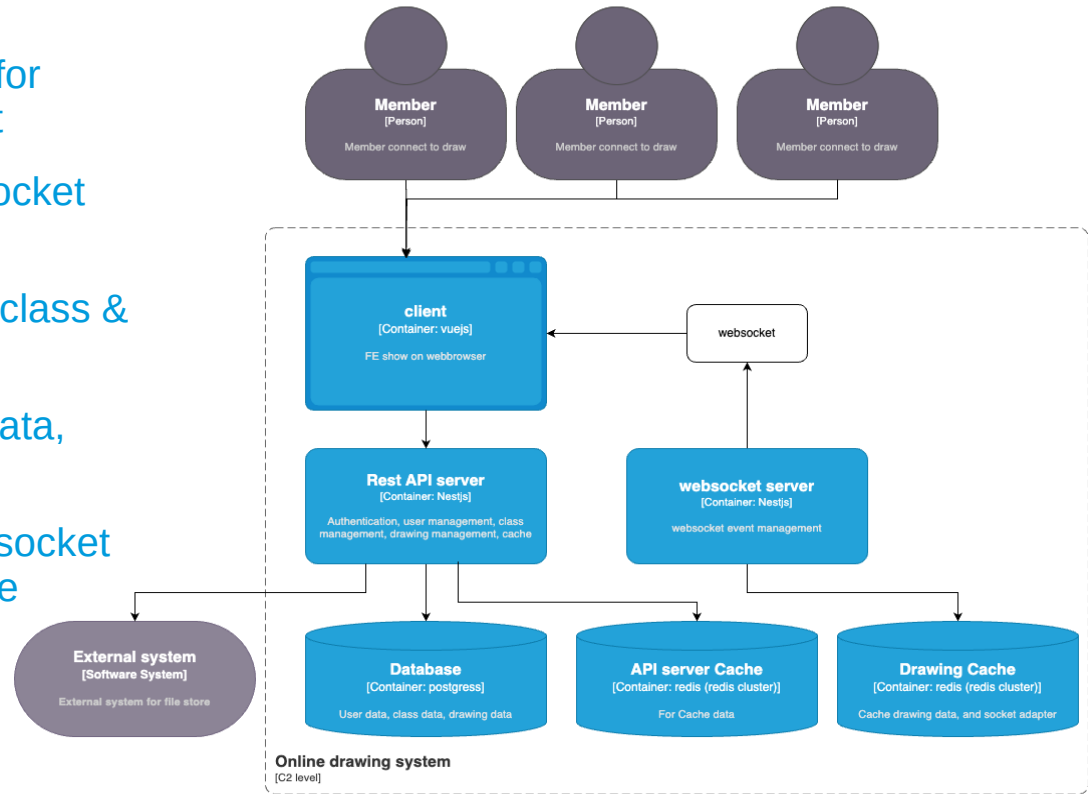 for
t
ocket
class &
ata,
socket
e
Member
[Person]
Member connect to draw
Member
[Person]
Member connect to draw
Member
[Person]
Member connect to draw
client
[Container: vuejs]
FE show on webbrowser
websocket
Rest API server
[Container: Nestjs]
Authentication, user management, class
management, drawing management, cache
websocket server
[Container: Nestjs]
websocket event management
External system
[Software System]
External system for file store
Database
[Container: postgress]
User data, class data, drawing data
API server Cache
[Container: redis (redis cluster)]
For Cache data
Drawing Cache
[Container: redis (redis cluster)]
Cache drawing data, and socket adapter
Online drawing system
[C2 level]